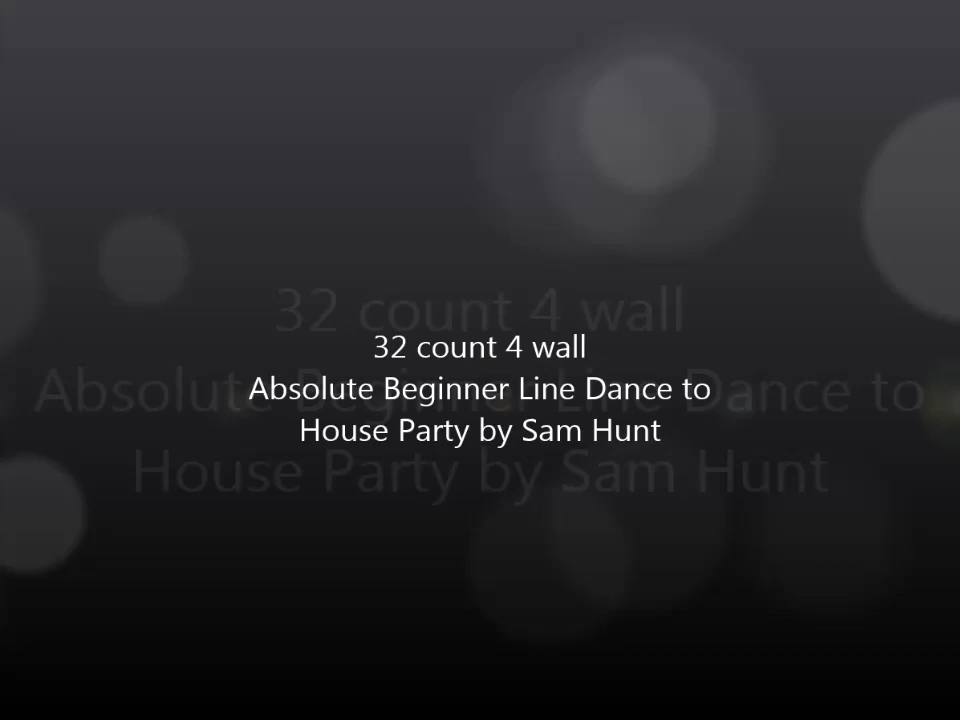 32 count 4 wall
Absolute Beginner Line Dance to
House Party by Sam Hunt